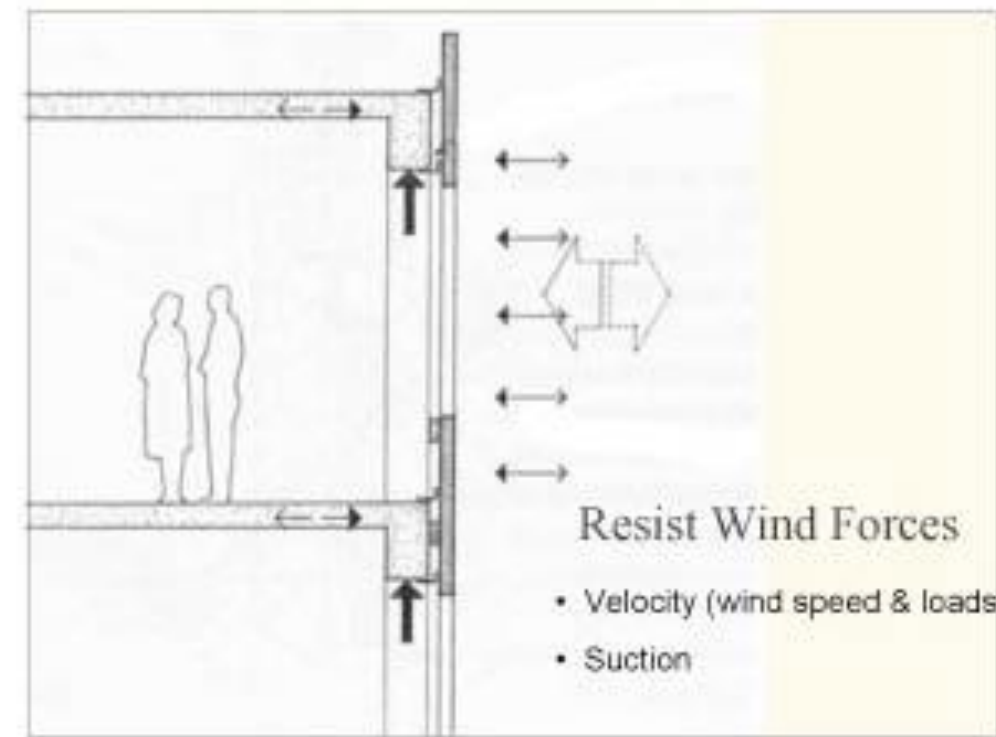 Resist Wind Forces
• Velocity (wind speed & loads
• Suction